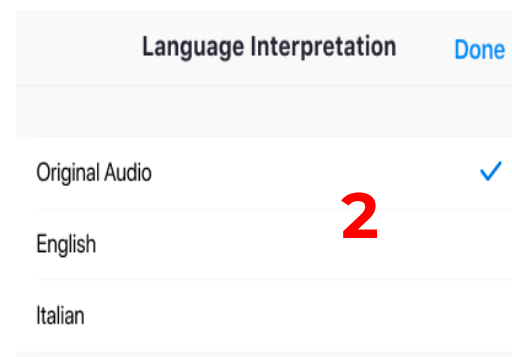 Language Interpretation Done
Original Audio
2
English
Italian